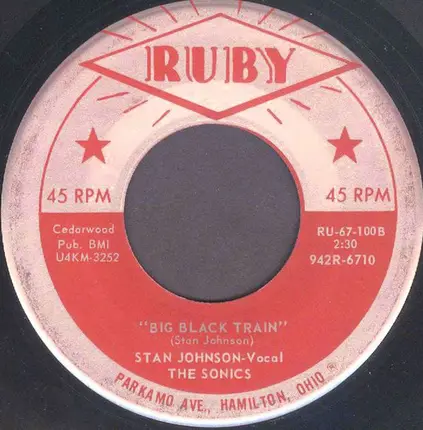 RUBY
45 RPM
45 RPM
Cedarwood
Pub. BMI
U4KM-3252
RU-67-100B
2:30
942R-6710
"BIG BLACK TRAIN"
(Stan Johnson)
STAN JOHNSON-Vocal
THE SONICS
PARKAMO AVE., HAMILTON, OHIO